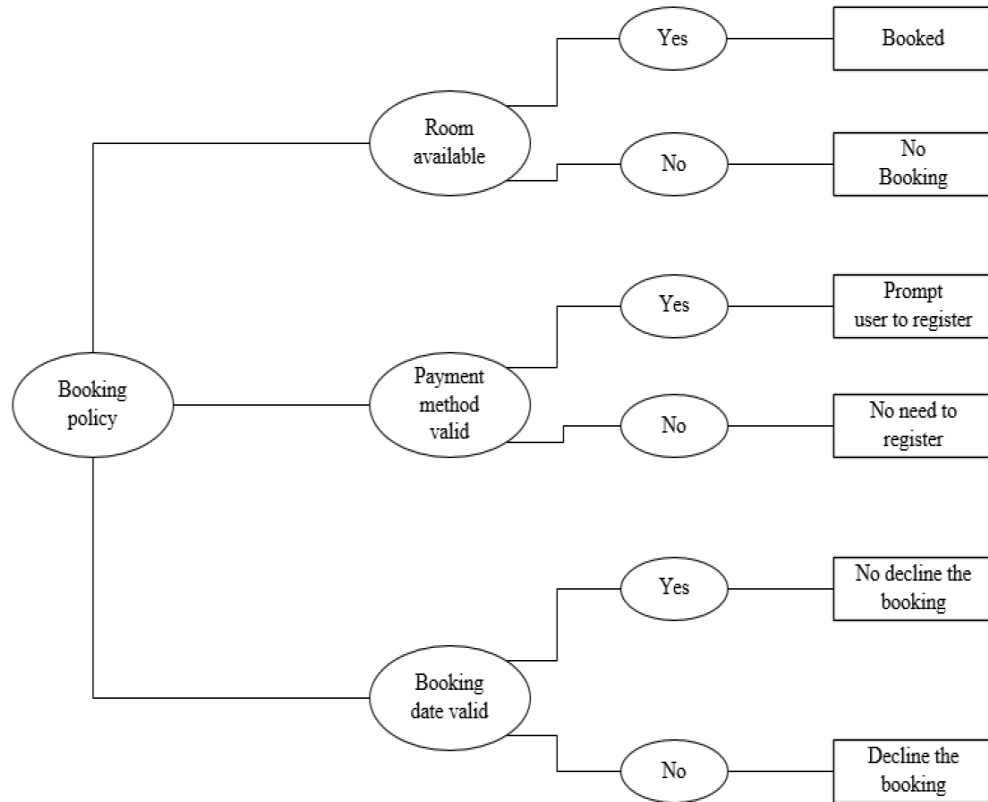 Yes
Booked
Room
available
No
No
Booking
Yes
Prompt
user to register
Booking
policy
Payment
method
valid
No
No need to
register
Yes
No decline the
booking
Booking
date valid
No
Decline the
booking